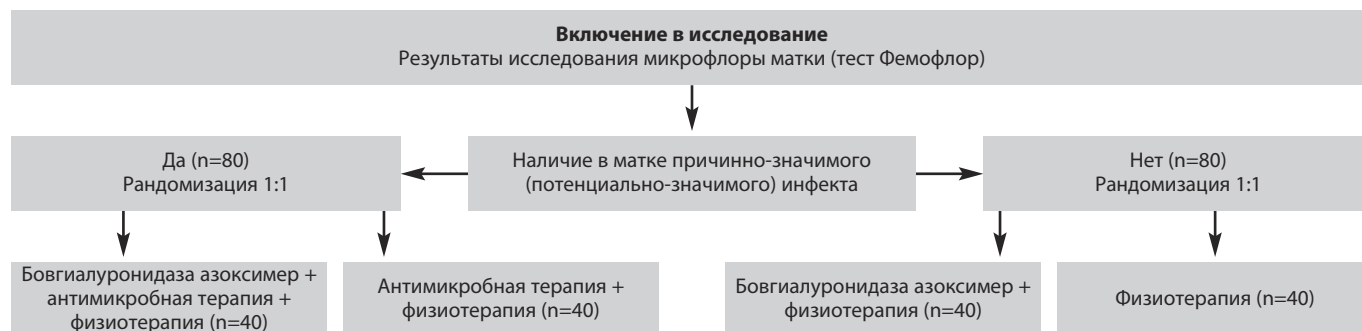 Включение в исследование
Результаты исследования микрофлоры матки (тест Фемофлор)
Да (n=80)
Рандомизация 1:1
Наличие в матке причинно-значимого
(потенциально-значимого) инфекта
Нет (n=80)
Рандомизация 1:1
Бовгиалуронидаза азоксимер +
антимикробная терапия +
физиотерапия (n=40)
Антимикробная терапия +
физиотерапия (n=40)
Бовгиалуронидаза азоксимер +
физиотерапия (n=40)
Физиотерапия (n=40)